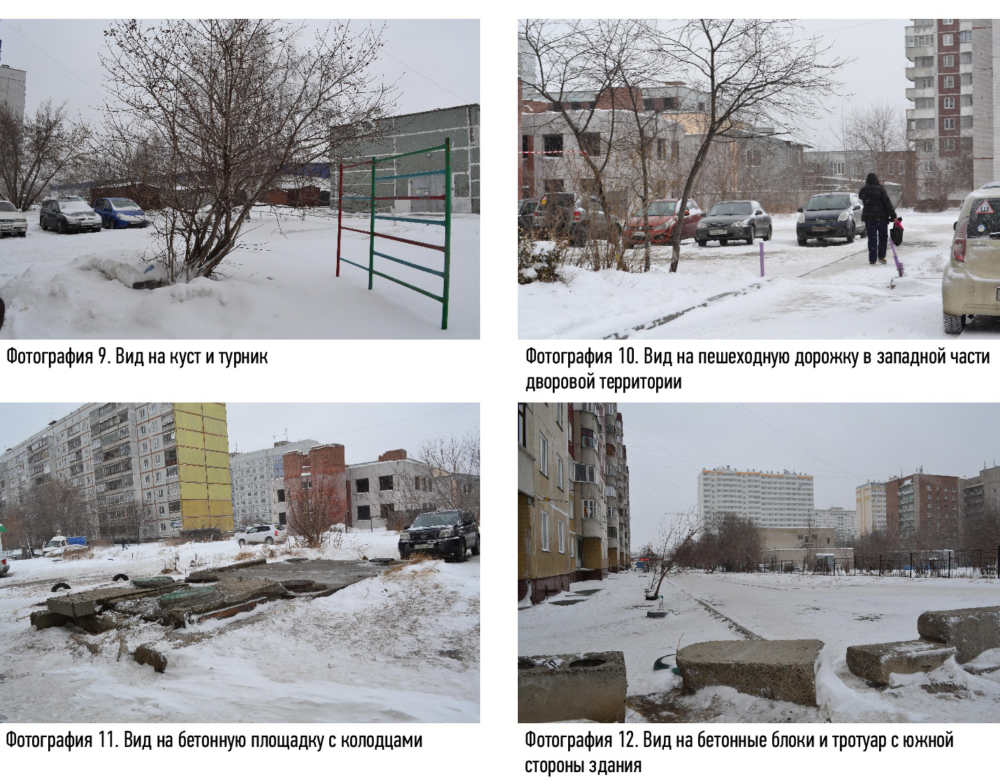 Фотография 9. Вид на куст и турник
Фотография 10. Вид на пешеходную дорожку в западной части
дворовой территории
Фотография 11. Вид на бетонную площадку с колодцами
Фотография 12. Вид на бетонные блоки и тротуар с южной
стороны здания